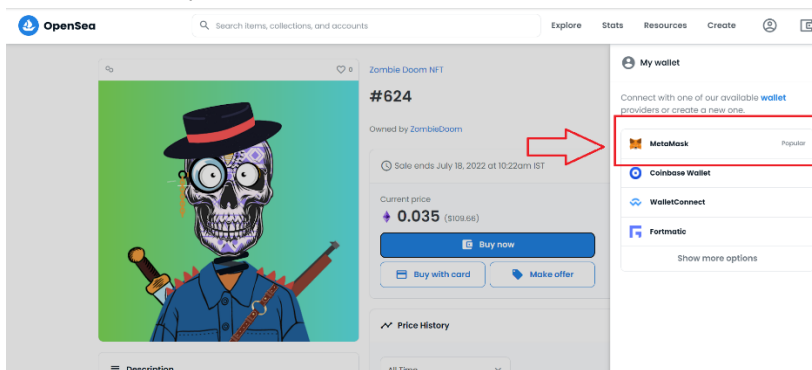 OpenSea
Search items, collections, and accounts
Explore
Stats
Resources
Create
0
Zombie Doom NFT
#624
Owned by ZombieDoom
Sale ends July 18, 2022 at 10:22am IST
Current price
0.035 ($109.66)
Buy now
Buy with card
Make offer
Price History
All Time
Description
My wallet
Connect with one of our available wallet
providers or create a new one.
MetaMask
Popular
Coinbase Wallet
WalletConnect
Fortmatic
Show more options